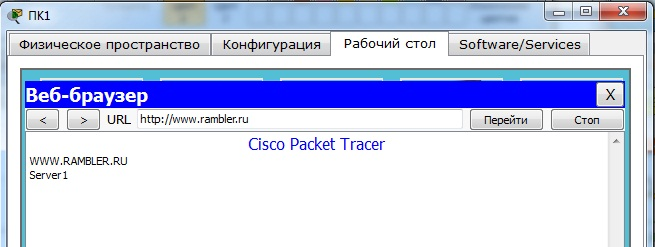 ПК1
Физическое пространство Конфигурация Рабочий стол Software/Services
Веб-браузер X
< > URL http://www.rambler.ru Перейти Стоп
Cisco Packet Tracer
WWW.RAMBLER.RU
Server1